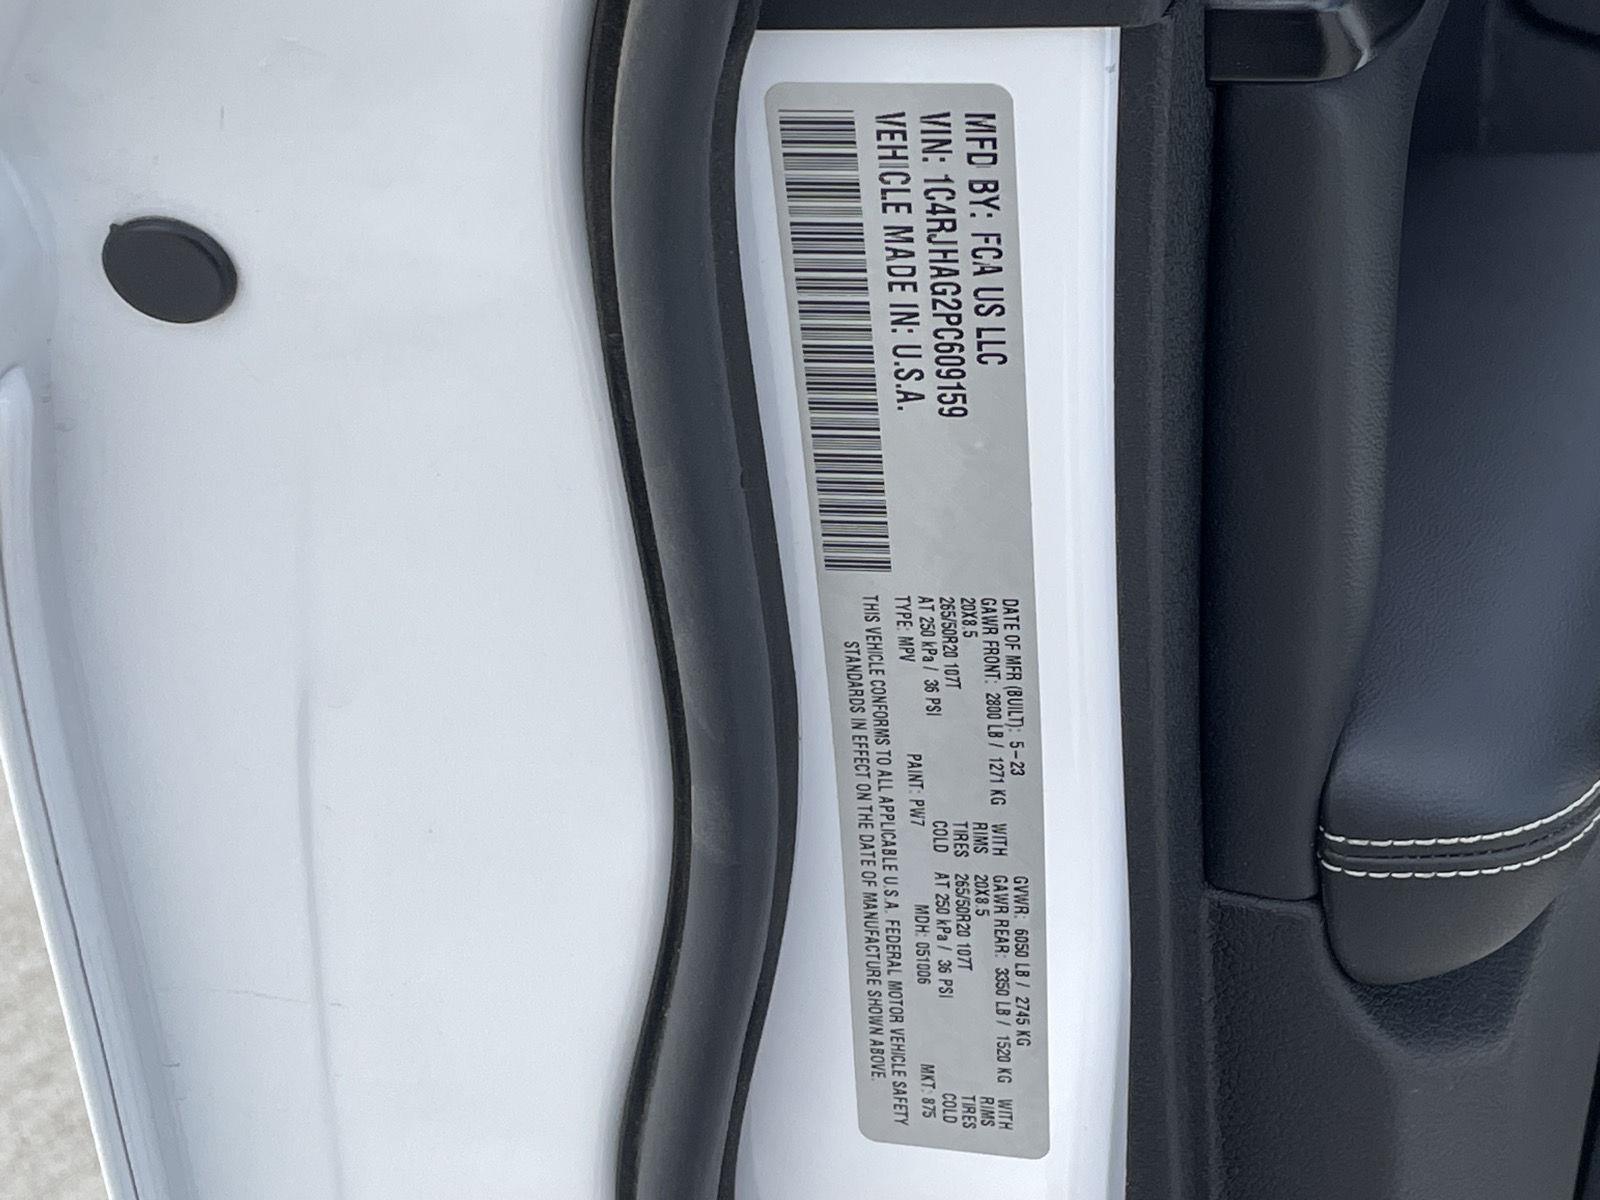 MFD BY: FCA US LLC
VIN: 1C4RJHAG2PC609159
VEHICLE MADE IN: U.S.A.
DATE OF MFR (BUILT): 5-23 GVWR: 6050 LB / 2745 KG
GAWR FRONT: 2800 LB / 1271 KG WITH GAWR REAR: 3350 LB / 1520 KG WITH
20X8.5 RIMS 20X8.5 RIMS
265/50R20 107T TIRES 265/50R20 107T TIRES
AT 250 kPa / 36 PSI COLD AT 250 kPa / 36 PSI COLD
TYPE: MPV PAINT: PW7 MDH: 051006 MKT: 875
THIS VEHICLE CONFORMS TO ALL APPLICABLE U.S.A. FEDERAL MOTOR VEHICLE SAFETY
STANDARDS IN EFFECT ON THE DATE OF MANUFACTURE SHOWN ABOVE.